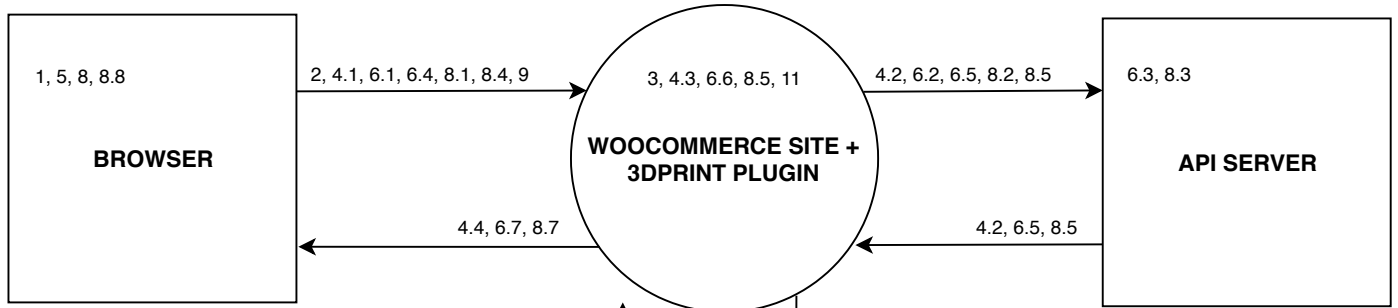 1, 5, 8, 8.8
2, 4.1, 6.1, 6.4, 8.1, 8.4, 9
3, 4.3, 6.6, 8.5, 11
4.2, 6.2, 6.5, 8.2, 8.5
6.3, 8.3
BROWSER
WOOCOMMERCE SITE +
3DPRINT PLUGIN
API SERVER
4.4, 6.7, 8.7
4.2, 6.5, 8.5